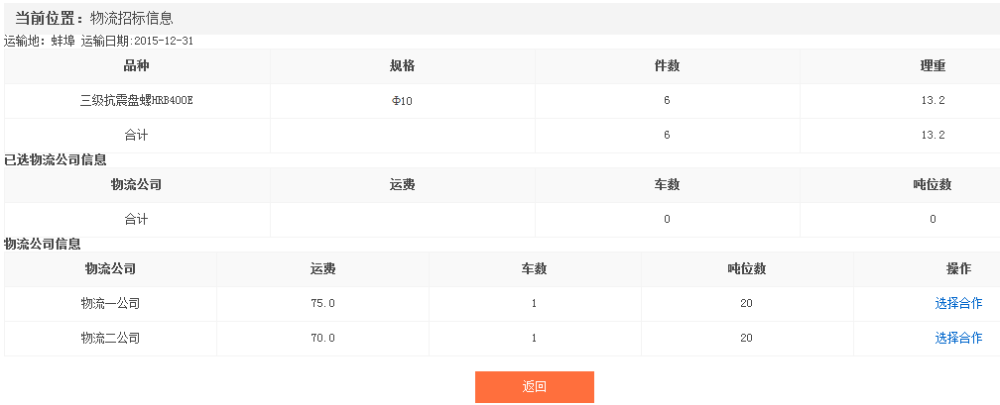 当前位置：物流招标信息
运输地：蚌埠 运输日期:2015-12-31
品种 规格 件数 理重
三级抗震盘螺HRB400E Φ10 6 13.2
合计 6 13.2
已选物流公司信息
物流公司 运费 车数 吨位数
合计 0 0
物流公司信息
物流公司 运费 车数 吨位数 操作
物流一公司 75.0 1 20 选择合作
物流二公司 70.0 1 20 选择合作
返回